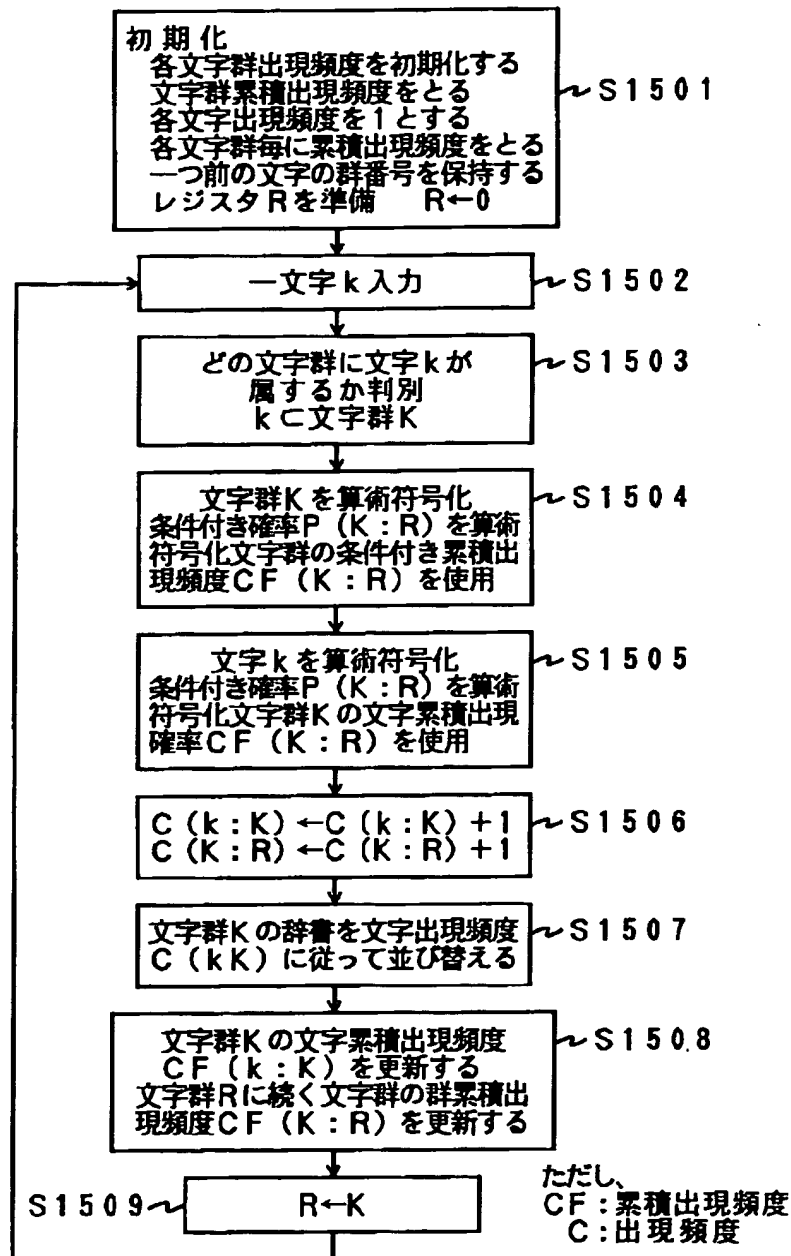 初期化
各文字群出現頻度を初期化する
文字群累積出現頻度をとる
各文字出現頻度を1とする
各文字群毎に累積出現頻度をとる
一つ前の文字の群番号を保持する
レジスタRを準備 R←0
S1501
一文字k入力
S1502
どの文字群に文字kが
属するか判別
k⊂文字群K
S1503
文字群Kを算術符号化
条件付き確率P(K:R)を算術
符号化文字群の条件付き累積出
現頻度CF(K:R)を使用
S1504
文字kを算術符号化
条件付き確率P(K:R)を算術
符号化文字群Kの文字累積出現
確率CF(K:R)を使用
S1505
C(k:K)←C(k:K)+1
C(K:R)←C(K:R)+1
S1506
文字群Kの辞書を文字出現頻度
C(kK)に従って並び替える
S1507
文字群Kの文字累積出現頻度
CF(k:K)を更新する
文字群Rに続く文字群の群累積出
現頻度CF(K:R)を更新する
S1508
S1509
R←K
ただし、
CF:累積出現頻度
C:出現頻度